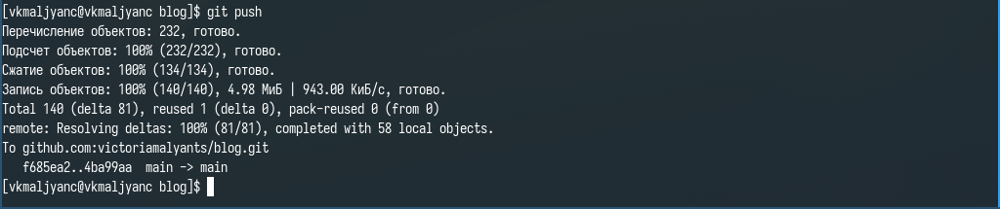 [vkmaljyanc@vkmaljyanc blog]$ git push
Перечисление объектов: 232, готово.
Подсчет объектов: 100% (232/232), готово.
Сжатие объектов: 100% (134/134), готово.
Запись объектов: 100% (140/140), 4.98 МиБ | 943.00 КиБ/с, готово.
Total 140 (delta 81), reused 1 (delta 0), pack-reused 0 (from 0)
remote: Resolving deltas: 100% (81/81), completed with 58 local objects.
To github.com:victoriamalyants/blog.git
   f685ea2..4ba99aa  main -> main
[vkmaljyanc@vkmaljyanc blog]$